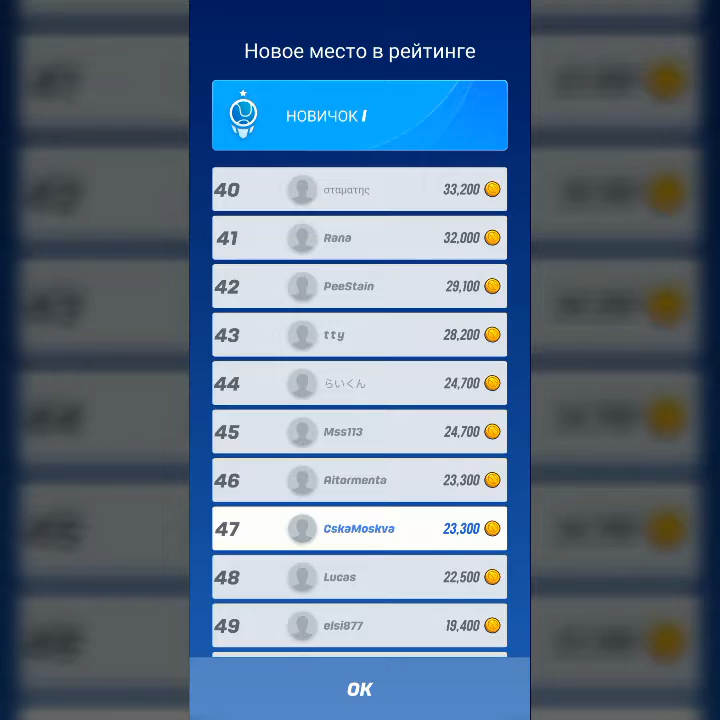 Новое место в рейтинге
НОВИЧОК I
40 σταματης 33,200
41 Rana 32,000
42 PeeStain 29,100
43 tty 28,200
44 らいくん 24,700
45 Mss113 24,700
46 Aitormenta 23,300
47 CskaMoskva 23,300
48 Lucas 22,500
49 elsi877 19,400
OK